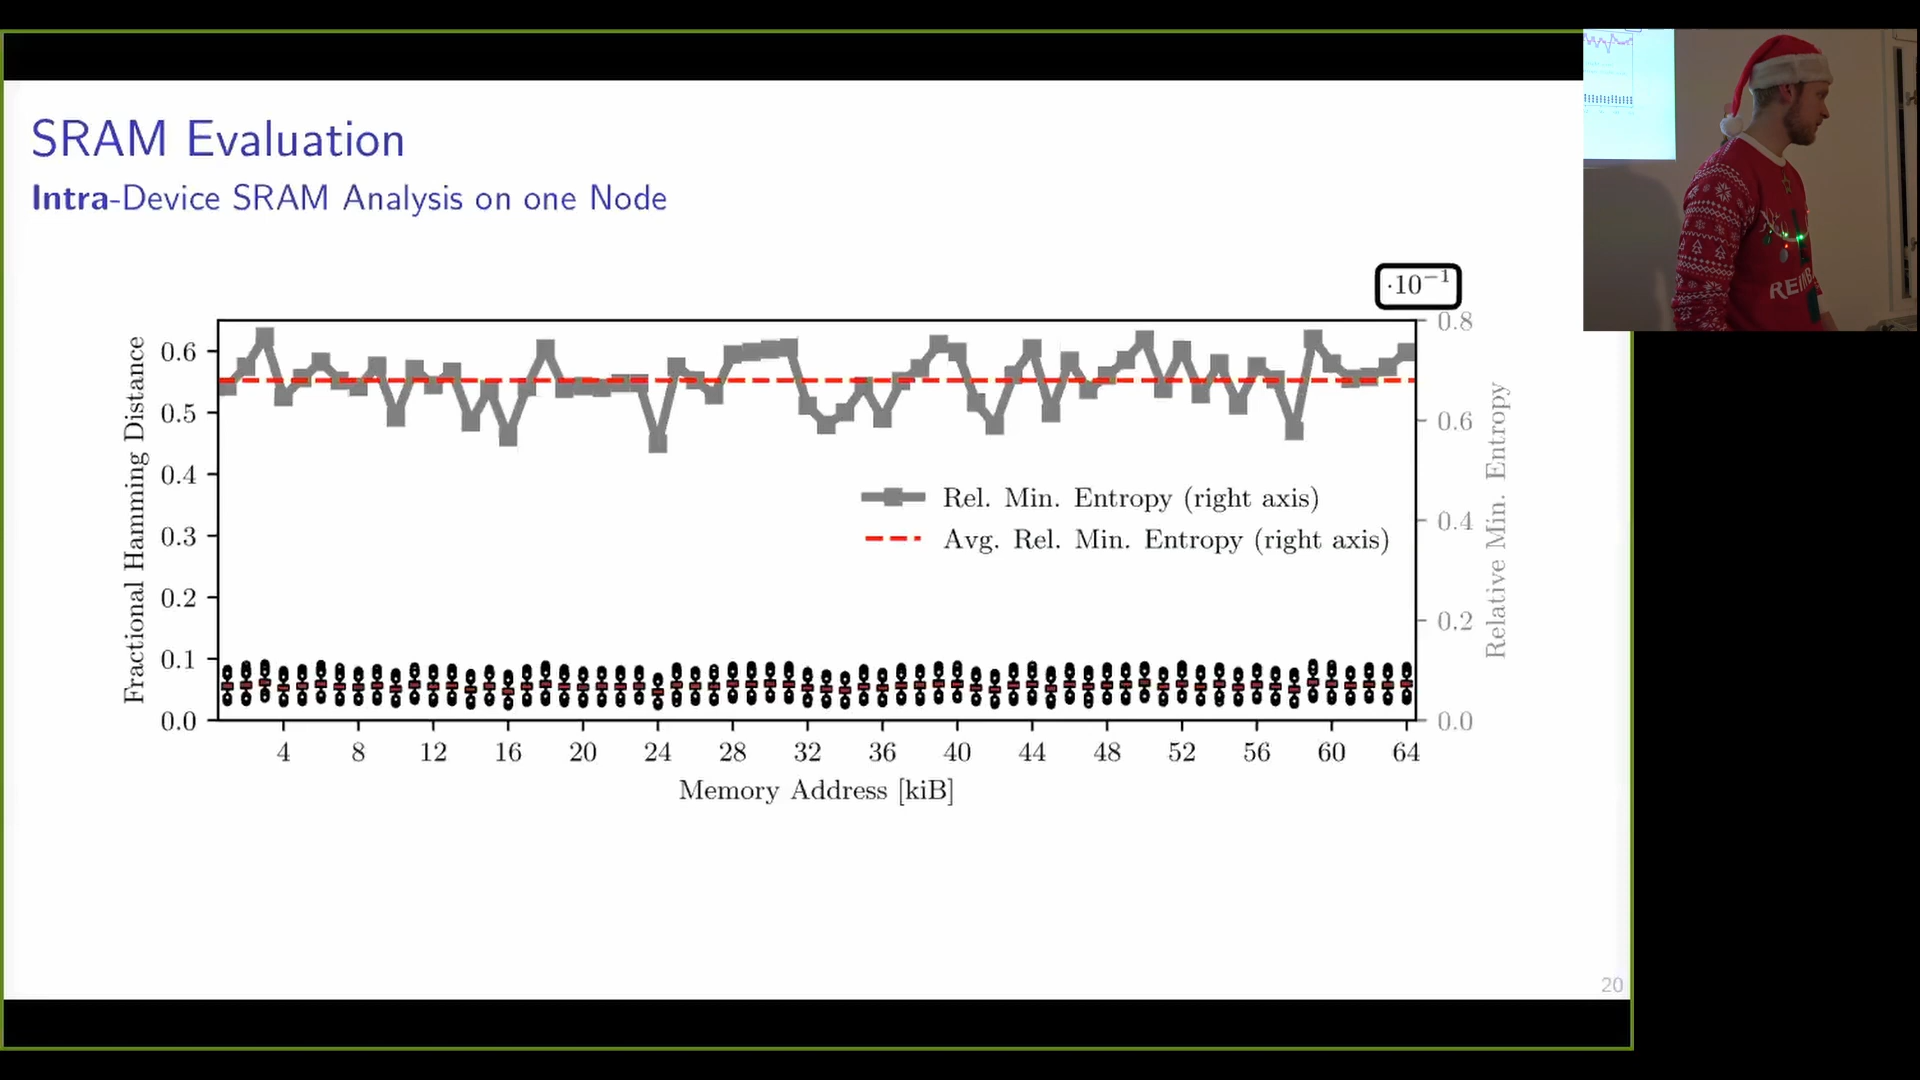 SRAM Evaluation
Intra-Device SRAM Analysis on one Node
·10⁻¹
0.8
0.6
0.5
0.6
0.4
0.4
0.3
0.2
0.2
0.1
0.0
0.0
Fractional Hamming Distance
Relative Min. Entropy
Rel. Min. Entropy (right axis)
Avg. Rel. Min. Entropy (right axis)
4 8 12 16 20 24 28 32 36 40 44 48 52 56 60 64
Memory Address [kiB]
20